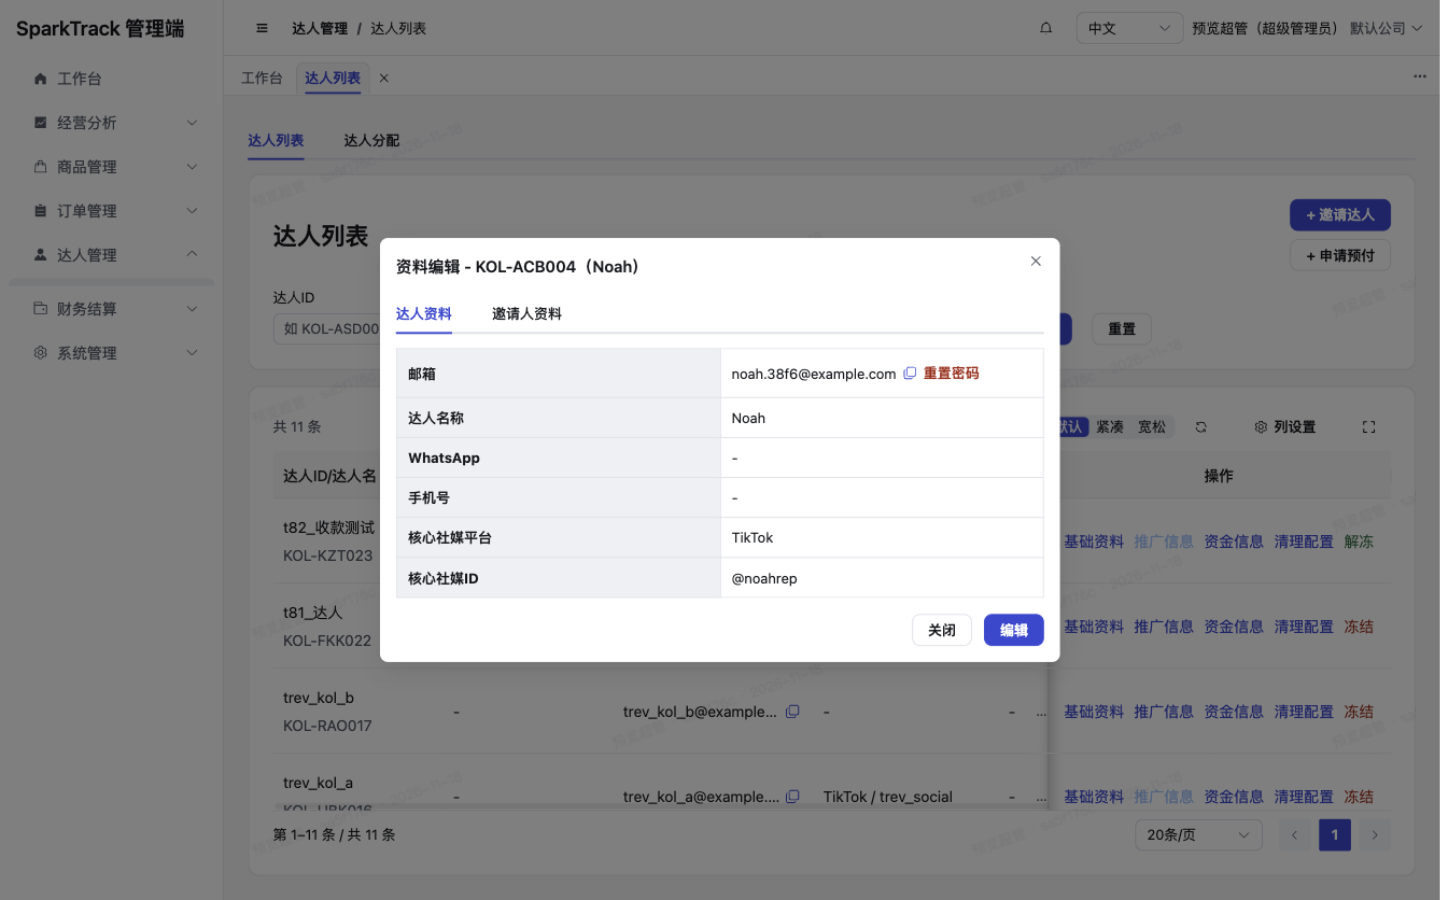 SparkTrack 管理端
达人管理 / 达人列表
中文
预览超管（超级管理员）
默认公司
工作台
经营分析
商品管理
订单管理
达人管理
财务结算
系统管理
工作台
达人列表
达人列表
达人分配
达人列表
+ 邀请达人
+ 申请预付
达人ID
如 KOL-ASD00
重置
共 11 条
默认
紧凑
宽松
列设置
达人ID/达人名
操作
t82_收款测试
KOL-KZT023
基础资料 推广信息 资金信息 清理配置 解冻
t81_达人
KOL-FKK022
基础资料 推广信息 资金信息 清理配置 冻结
trev_kol_b
KOL-RAO017
-
trev_kol_b@example...
-
-
...
基础资料 推广信息 资金信息 清理配置 冻结
trev_kol_a
-
trev_kol_a@example....
TikTok / trev_social
-
...
基础资料 推广信息 资金信息 清理配置 冻结
第 1–11 条 / 共 11 条
20条/页
1
资料编辑 - KOL-ACB004（Noah）
达人资料
邀请人资料
邮箱
noah.38f6@example.com
重置密码
达人名称
Noah
WhatsApp
-
手机号
-
核心社媒平台
TikTok
核心社媒ID
@noahrep
关闭
编辑